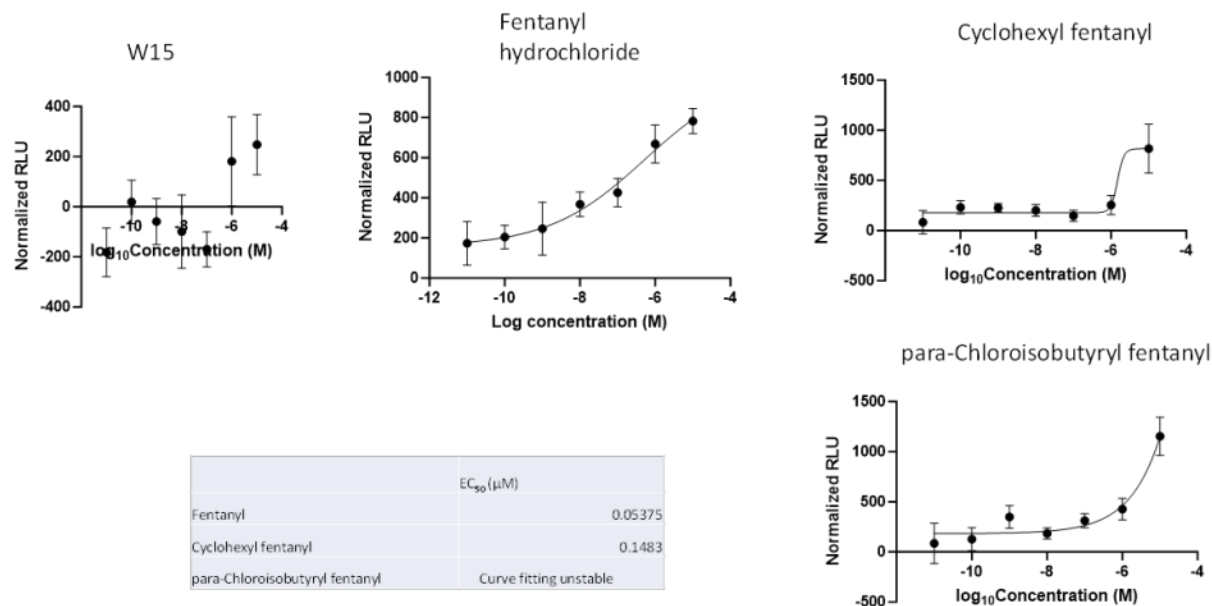 W15
Normalized RLU
400
200
0
-200
-400
-10
-8
-6
-4
log₁₀Concentration (M)
Fentanyl
hydrochloride
Normalized RLU
1000
800
600
400
200
0
-12
-10
-8
-6
-4
Log concentration (M)
Cyclohexyl fentanyl
Normalized RLU
1500
1000
500
0
-500
-10
-8
-6
-4
log₁₀Concentration (M)
para-Chloroisobutyryl fentanyl
Normalized RLU
1500
1000
500
0
-500
-10
-8
-6
-4
log₁₀Concentration (M)
EC₅₀ (µM)
Fentanyl 0.05375
Cyclohexyl fentanyl 0.1483
para-Chloroisobutyryl fentanyl Curve fitting unstable